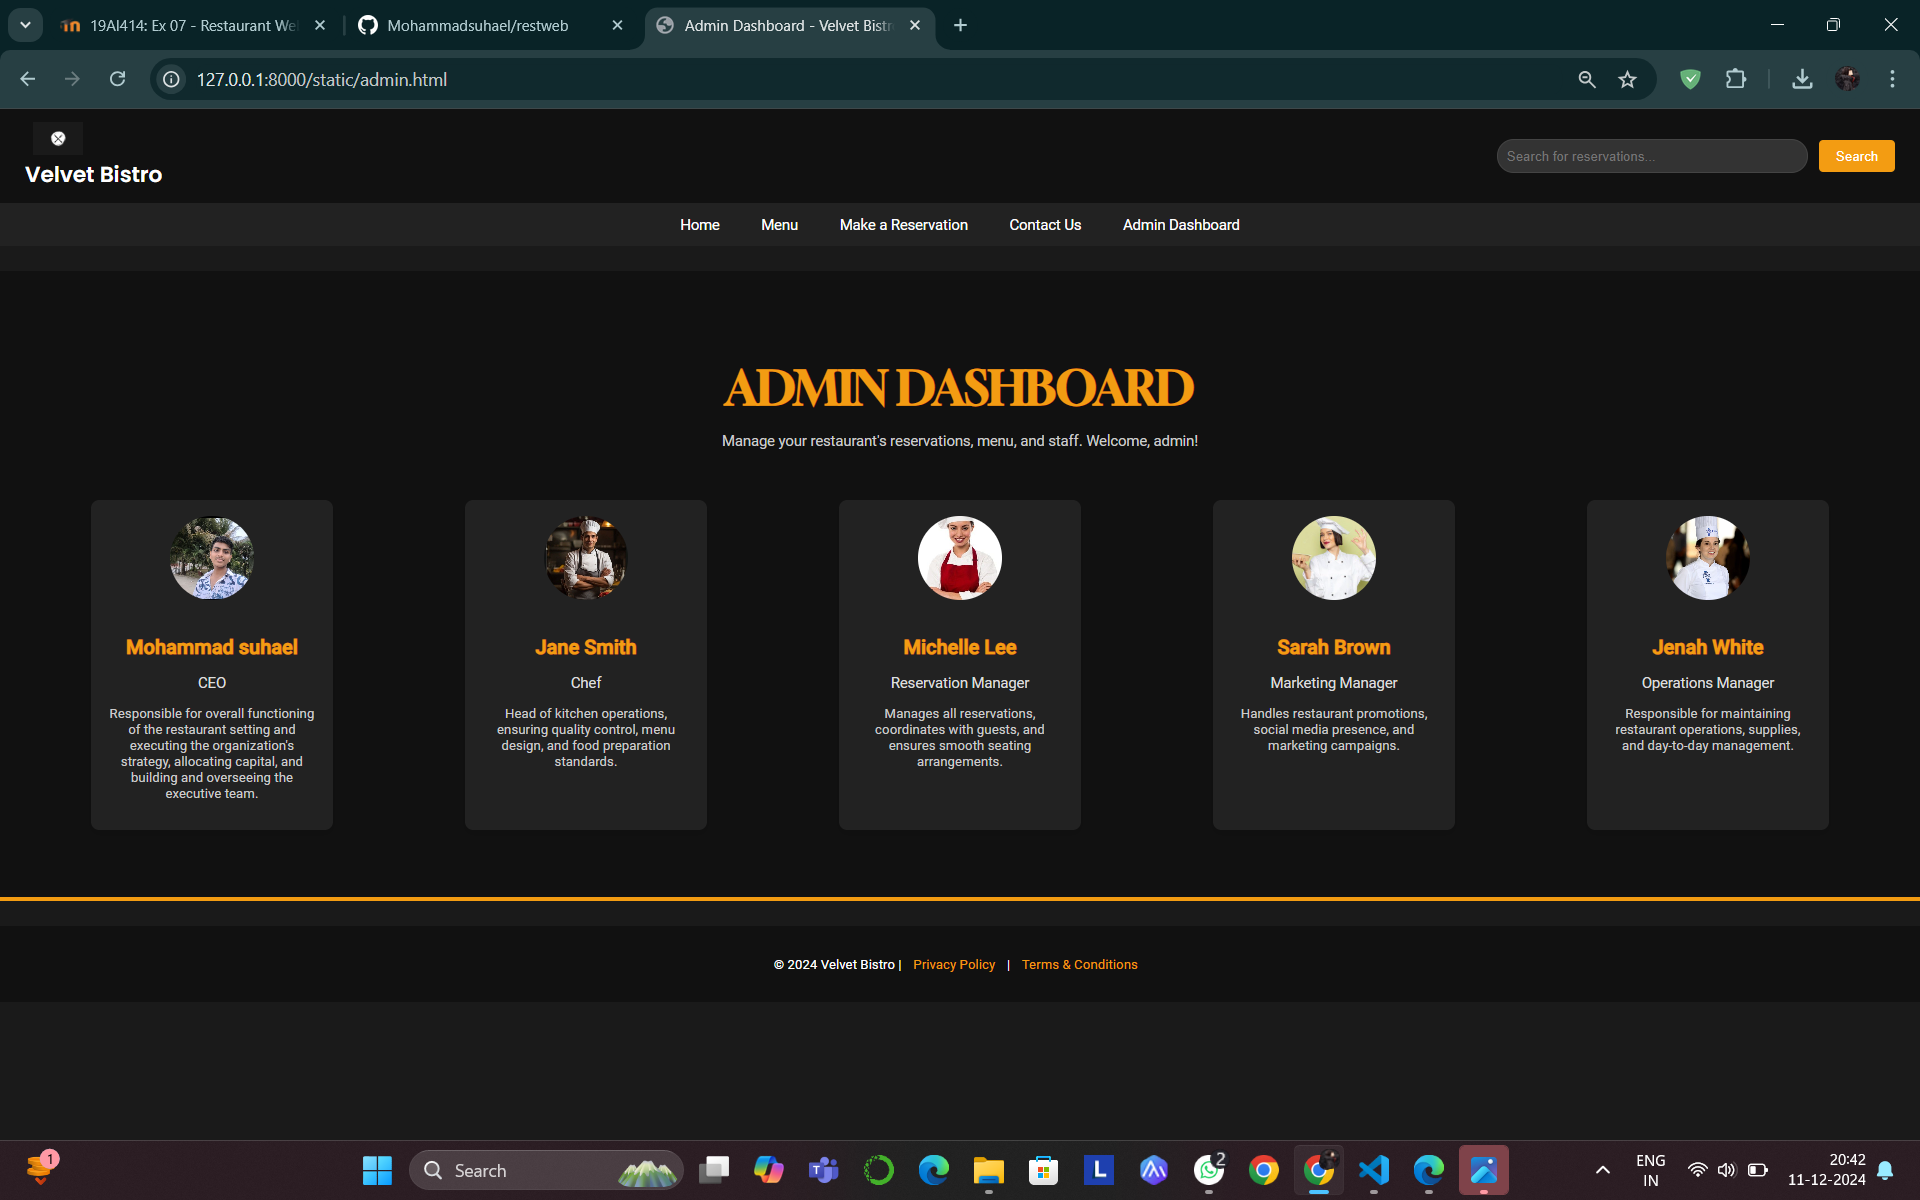 19AI414: Ex 07 - Restaurant We
Mohammadsuhael/restweb
Admin Dashboard - Velvet Bistr
127.0.0.1:8000/static/admin.html
Velvet Bistro
Search for reservations...
Search
Home
Menu
Make a Reservation
Contact Us
Admin Dashboard
ADMIN DASHBOARD
Manage your restaurant's reservations, menu, and staff. Welcome, admin!
Mohammad suhael
CEO
Responsible for overall functioning
of the restaurant setting and
executing the organization's
strategy, allocating capital, and
building and overseeing the
executive team.
Jane Smith
Chef
Head of kitchen operations,
ensuring quality control, menu
design, and food preparation
standards.
Michelle Lee
Reservation Manager
Manages all reservations,
coordinates with guests, and
ensures smooth seating
arrangements.
Sarah Brown
Marketing Manager
Handles restaurant promotions,
social media presence, and
marketing campaigns.
Jenah White
Operations Manager
Responsible for maintaining
restaurant operations, supplies,
and day-to-day management.
© 2024 Velvet Bistro | Privacy Policy | Terms & Conditions
1
Search
L
2
ENG
IN
20:42
11-12-2024